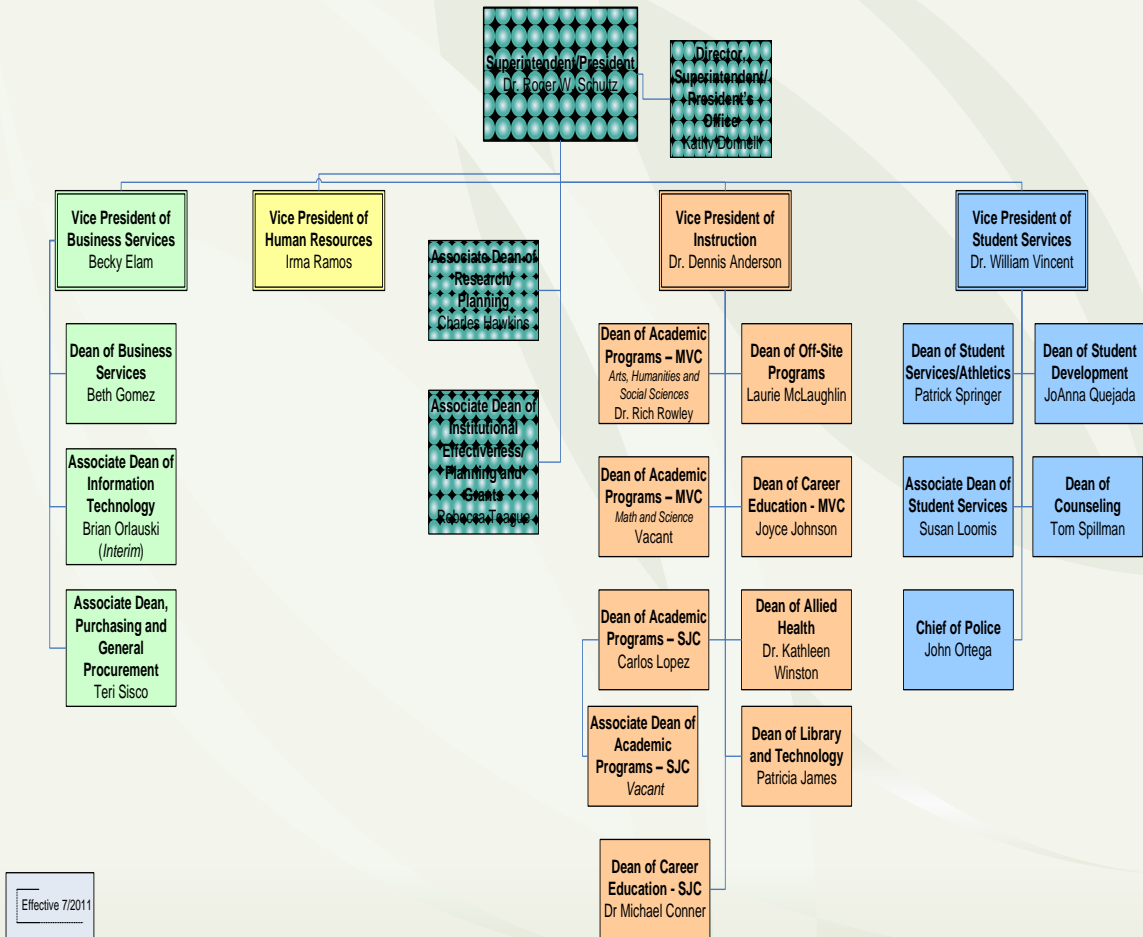 Superintendent/President
Dr. Roger W. Schultz
Director,
Superintendent/
President's
Office
Kathy Donnell
Vice President of
Business Services
Becky Elam
Vice President of
Human Resources
Irma Ramos
Vice President of
Instruction
Dr. Dennis Anderson
Vice President of
Student Services
Dr. William Vincent
Associate Dean of
Research/
Planning
Charles Hawkins
Associate Dean of
Institutional
Effectiveness/
Planning and
Grants
Rebecca Teague
Dean of Business
Services
Beth Gomez
Associate Dean of
Information
Technology
Brian Orlauski
(Interim)
Associate Dean,
Purchasing and
General
Procurement
Teri Sisco
Dean of Academic
Programs – MVC
Arts, Humanities and
Social Sciences
Dr. Rich Rowley
Dean of Off-Site
Programs
Laurie McLaughlin
Dean of Academic
Programs – MVC
Math and Science
Vacant
Dean of Career
Education - MVC
Joyce Johnson
Dean of Academic
Programs – SJC
Carlos Lopez
Dean of Allied
Health
Dr. Kathleen
Winston
Associate Dean of
Academic
Programs – SJC
Vacant
Dean of Library
and Technology
Patricia James
Dean of Career
Education - SJC
Dr Michael Conner
Dean of Student
Services/Athletics
Patrick Springer
Dean of Student
Development
JoAnna Quejada
Associate Dean of
Student Services
Susan Loomis
Dean of
Counseling
Tom Spillman
Chief of Police
John Ortega
Effective 7/2011